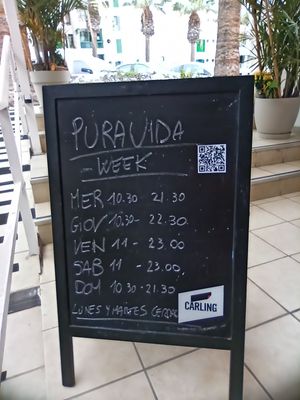 PURAVIDA
WEEK
MER 10.30 - 21.30
GIOV 10.30 - 22.30
VEN 11 - 23.00
SAB 11 - 23.00.
DOM 10.30 - 21.30
LUNES Y MARTES CERRADO
CARLING